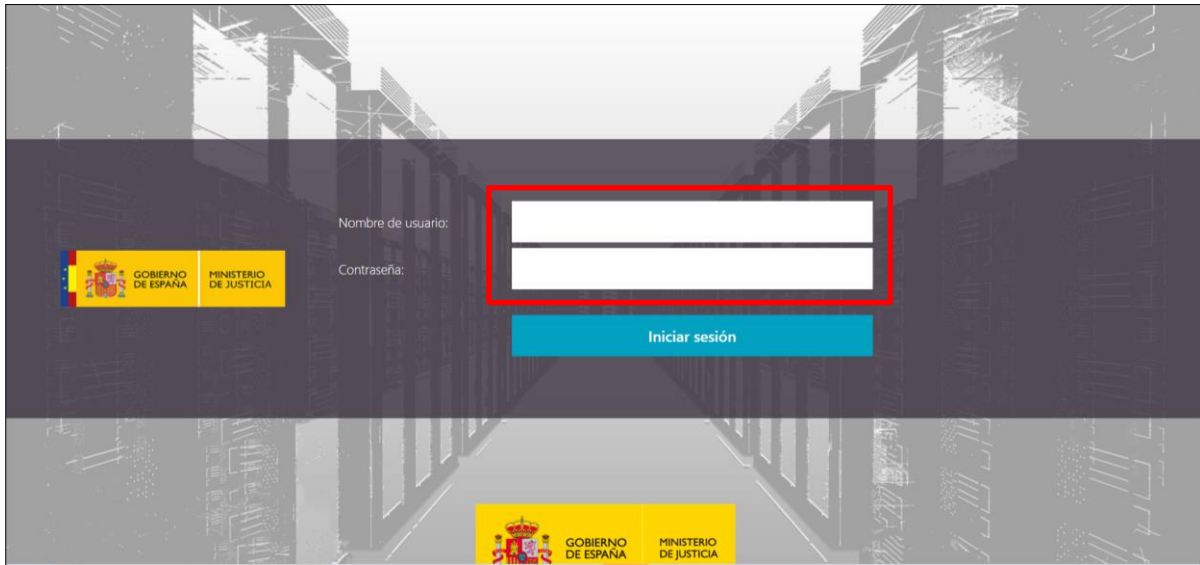 Nombre de usuario:
Contraseña:
GOBIERNO
DE ESPAÑA
MINISTERIO
DE JUSTICIA
Iniciar sesión
GOBIERNO
DE ESPAÑA
MINISTERIO
DE JUSTICIA